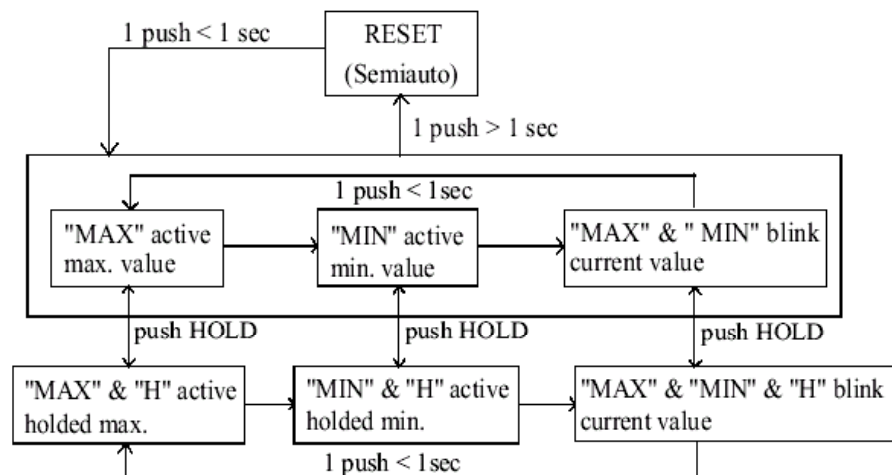 1 push < 1 sec
RESET
(Semiauto)
1 push > 1 sec
1 push < 1sec
"MAX" active
max. value
"MIN" active
min. value
"MAX" & " MIN" blink
current value
push HOLD
push HOLD
push HOLD
"MAX" & "H" active
holded max.
"MIN" & "H" active
holded min.
"MAX" & "MIN" & "H" blink
current value
1 push < 1sec